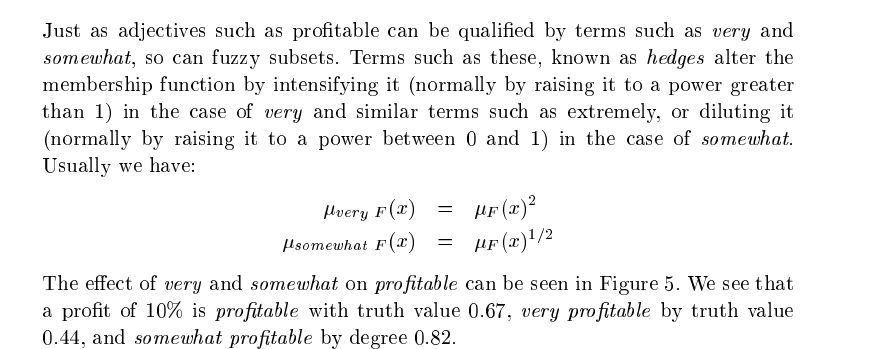 Just as adjectives such as profitable can be qualified by terms such as very and
somewhat, so can fuzzy subsets. Terms such as these, known as hedges alter the
membership function by intensifying it (normally by raising it to a power greater
than 1) in the case of very and similar terms such as extremely, or diluting it
(normally by raising it to a power between 0 and 1) in the case of somewhat.
Usually we have:
μ_{very F}(x) = μ_F(x)^2
μ_{somewhat F}(x) = μ_F(x)^{1/2}
The effect of very and somewhat on profitable can be seen in Figure 5. We see that
a profit of 10% is profitable with truth value 0.67, very profitable by truth value
0.44, and somewhat profitable by degree 0.82.